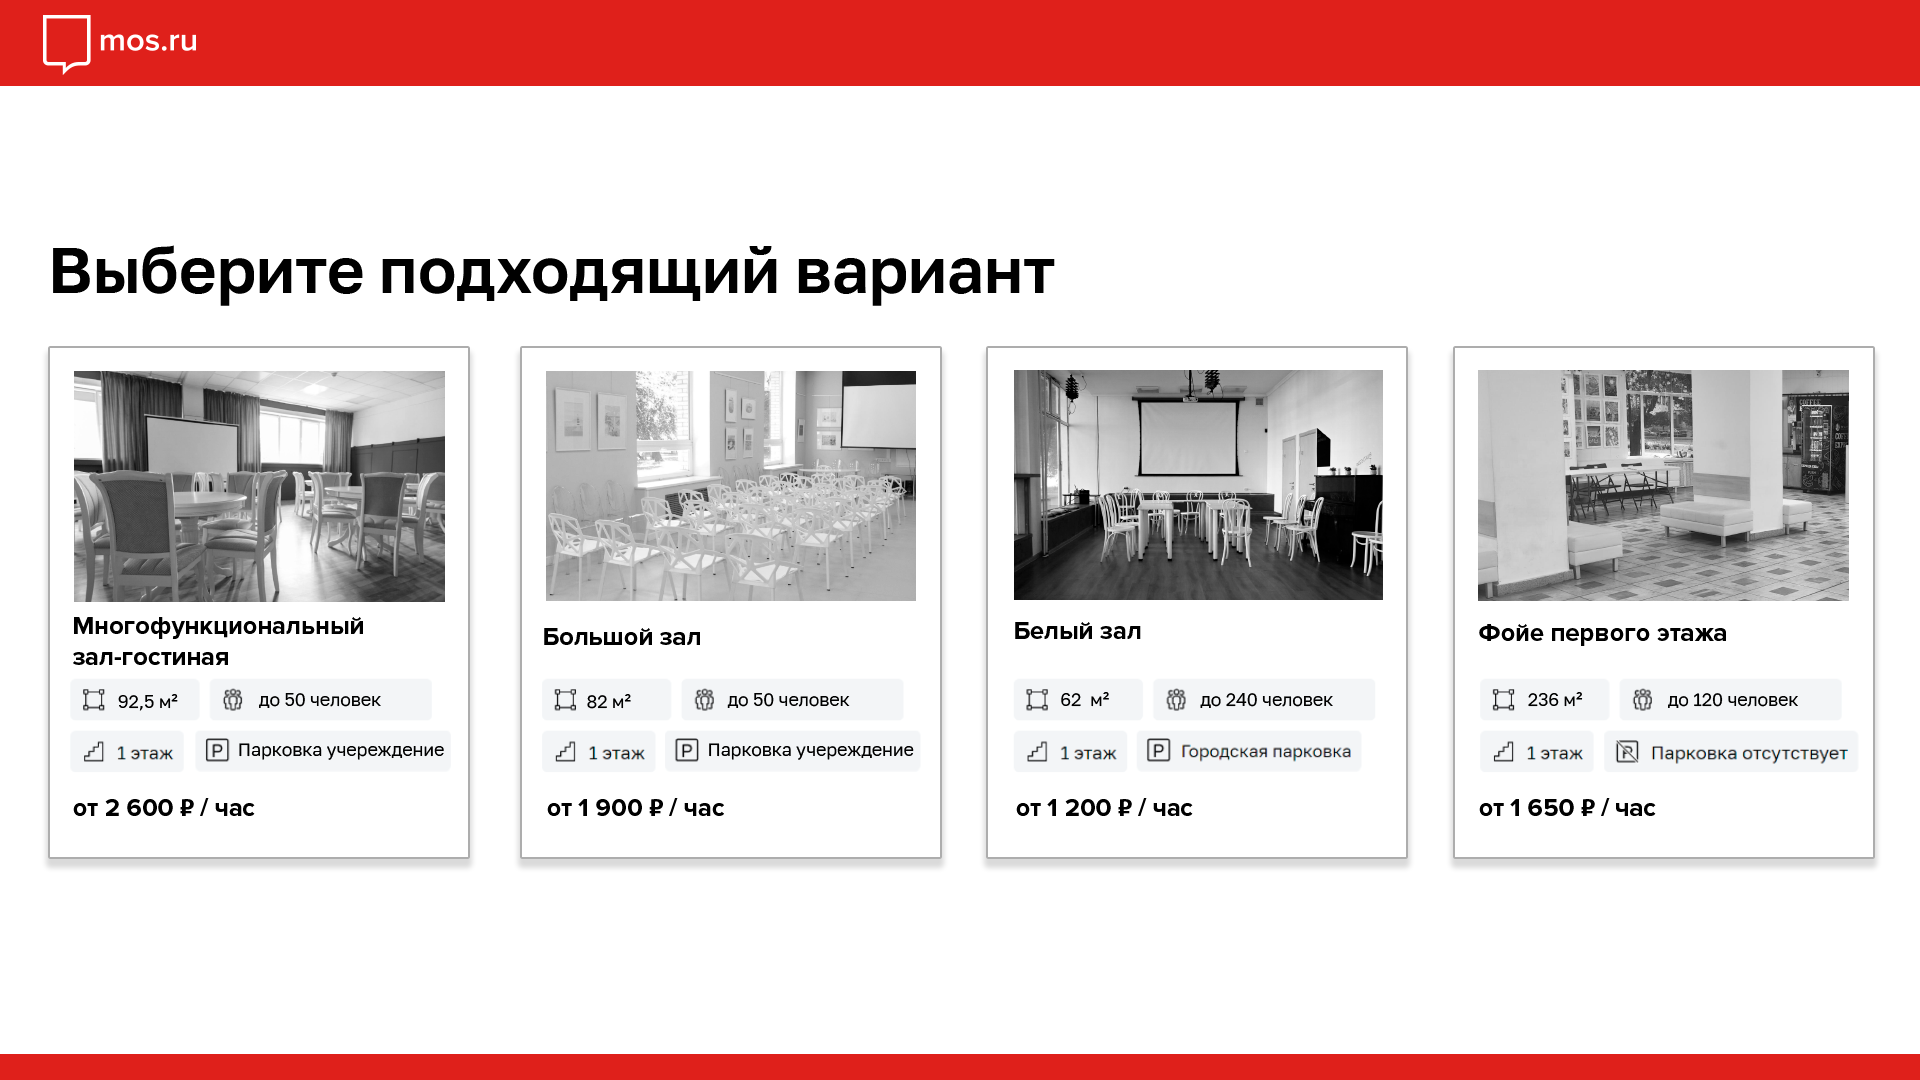 mos.ru
Выберите подходящий вариант
Многофункциональный
зал-гостиная
92,5 м²
до 50 человек
1 этаж
P
Парковка учереждение
от 2 600 ₽ / час
Большой зал
82 м²
до 50 человек
1 этаж
P
Парковка учереждение
от 1 900 ₽ / час
Белый зал
62 м²
до 240 человек
1 этаж
P
Городская парковка
от 1 200 ₽ / час
COFFEE
Фойе первого этажа
236 м²
до 120 человек
1 этаж
P
Парковка отсутствует
от 1 650 ₽ / час